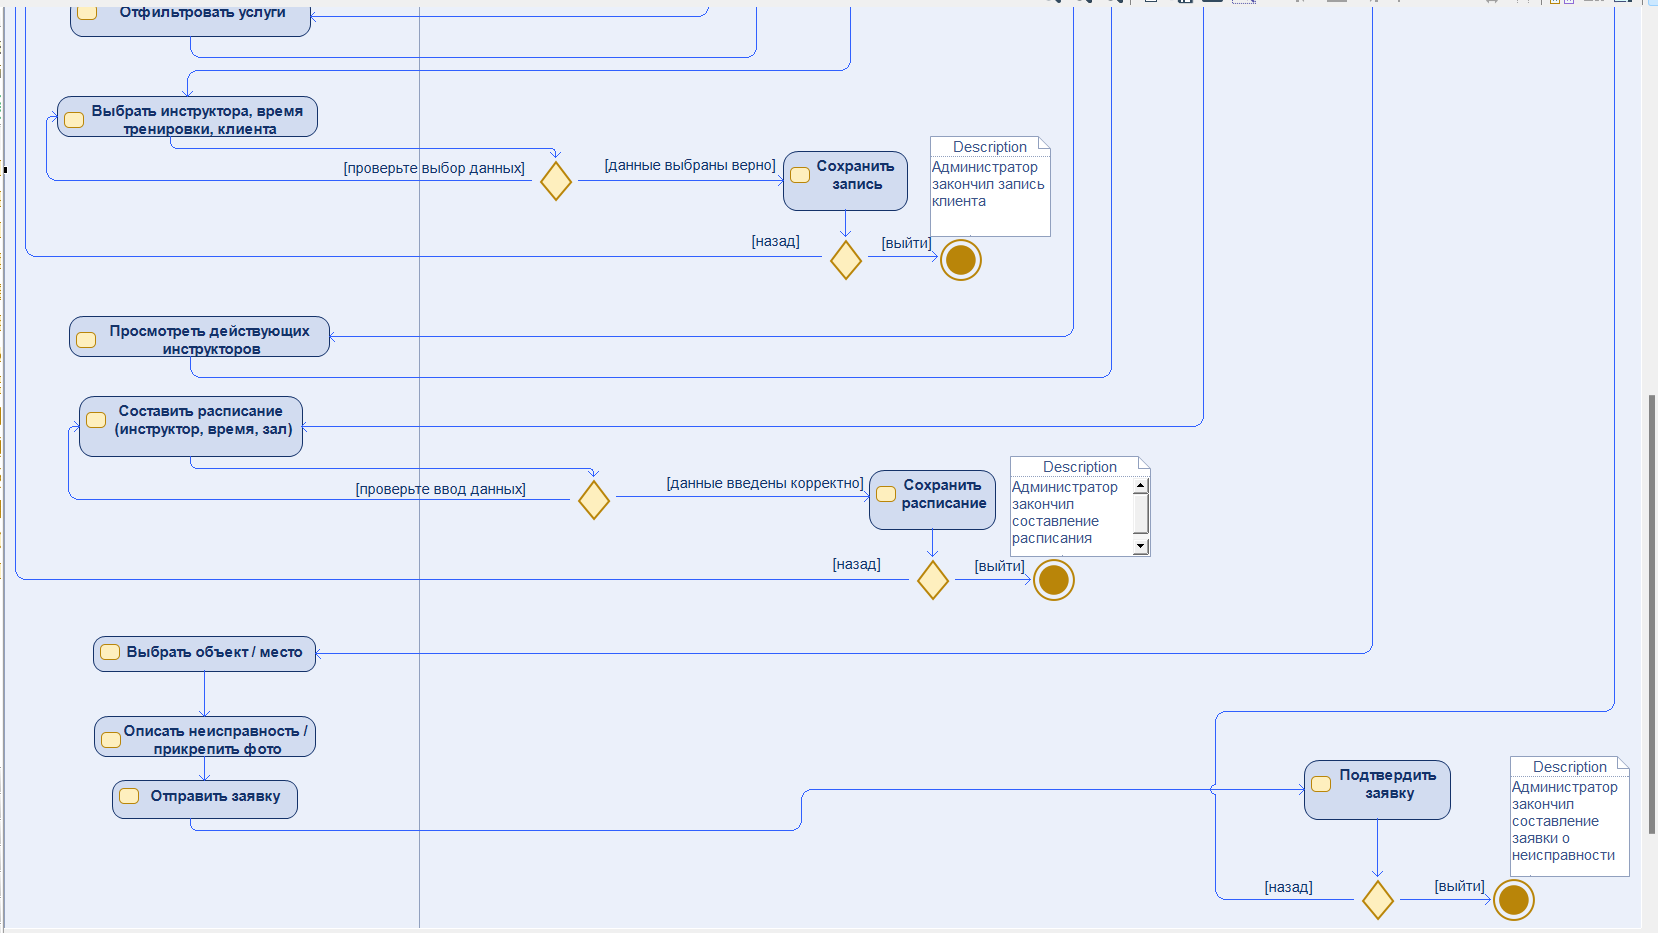 Отфильтровать услуги
Выбрать инструктора, время
тренировки, клиента
[проверьте выбор данных]
[данные выбраны верно]
Сохранить
запись
Description
Администратор
закончил запись
клиента
[назад]
[выйти]
Просмотреть действующих
инструкторов
Составить расписание
(инструктор, время, зал)
[проверьте ввод данных]
[данные введены корректно]
Сохранить
расписание
Description
Администратор
закончил
составление
расписания
[назад]
[выйти]
Выбрать объект / место
Описать неисправность /
прикрепить фото
Отправить заявку
Подтвердить
заявку
Description
Администратор
закончил
составление
заявки о
неисправности
[назад]
[выйти]